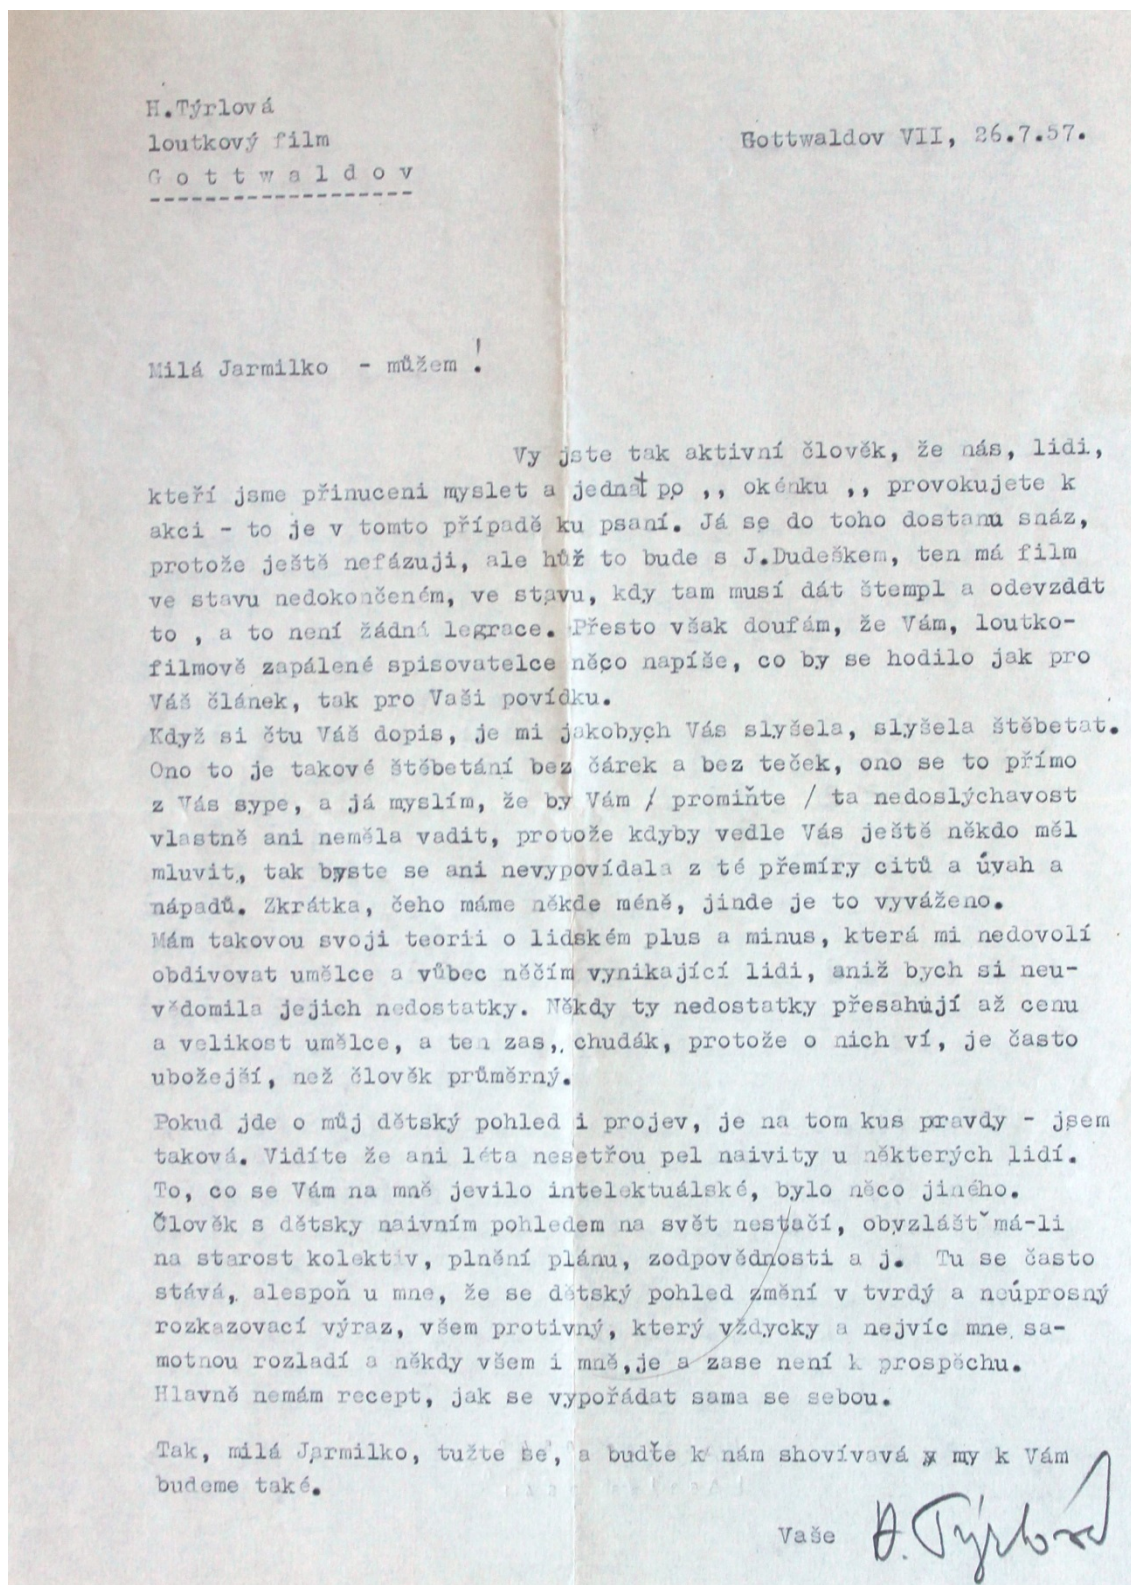 H.Týrlová
loutkový film
G o t t w a l d o v
Gottwaldov VII, 26.7.57.
Milá Jarmilko - můžem !
Vy jste tak aktivní člověk, že nás, lidi,
kteří jsme přinuceni myslet a jednat po ,, okénku ,, provokujete k
akci - to je v tomto případě ku psaní. Já se do toho dostanu snáz,
protože ještě nefázuji, ale hůř to bude s J.Dudeškem, ten má film
ve stavu nedokončeném, ve stavu, kdy tam musí dát štempl a odevzddt
to , a to není žádná legrace. Přesto však doufám, že Vám, loutko-
filmově zapálené spisovatelce něco napíše, co by se hodilo jak pro
Váš článek, tak pro Vaši povídku.
Když si čtu Váš dopis, je mi jakobych Vás slyšela, slyšela štěbetat.
Ono to je takové štěbetání bez čárek a bez teček, ono se to přímo
z Vás sype, a já myslím, že by Vám / promiňte / ta nedoslýchavost
vlastně ani neměla vadit, protože kdyby vedle Vás ještě někdo měl
mluvit, tak byste se ani nevypovídala z té přemíry citů a úvah a
nápadů. Zkrátka, čeho máme někde méně, jinde je to vyváženo.
Mám takovou svoji teorii o lidském plus a minus, která mi nedovolí
obdivovat umělce a vůbec něčím vynikající lidi, aniž bych si neu-
vědomila jejich nedostatky. Někdy ty nedostatky přesahují až cenu
a velikost umělce, a ten zas, chudák, protože o nich ví, je často
ubožejší, než člověk průměrný.
Pokud jde o můj dětský pohled i projev, je na tom kus pravdy - jsem
taková. Vidíte že ani léta nesetřou pel naivity u některých lidí.
To, co se Vám na mně jevilo intelektuálské, bylo něco jiného.
Člověk s dětsky naivním pohledem na svět nestačí, obyzlášťˇmá-li
na starost kolektiv, plnění plánu, zodpovědnosti a j. Tu se často
stává, alespoň u mne, že se dětský pohled změní v tvrdý a neúprosný
rozkazovací výraz, všem protivný, který vždycky a nejvíc mne sa-
motnou rozladí a někdy všem i mně,je a zase není k prospěchu.
Hlavně nemám recept, jak se vypořádat sama se sebou.
Tak, milá Jarmilko, tužte se, a buďte k nám shovívavá y my k Vám
budeme také.
Vaše H. Týrlová